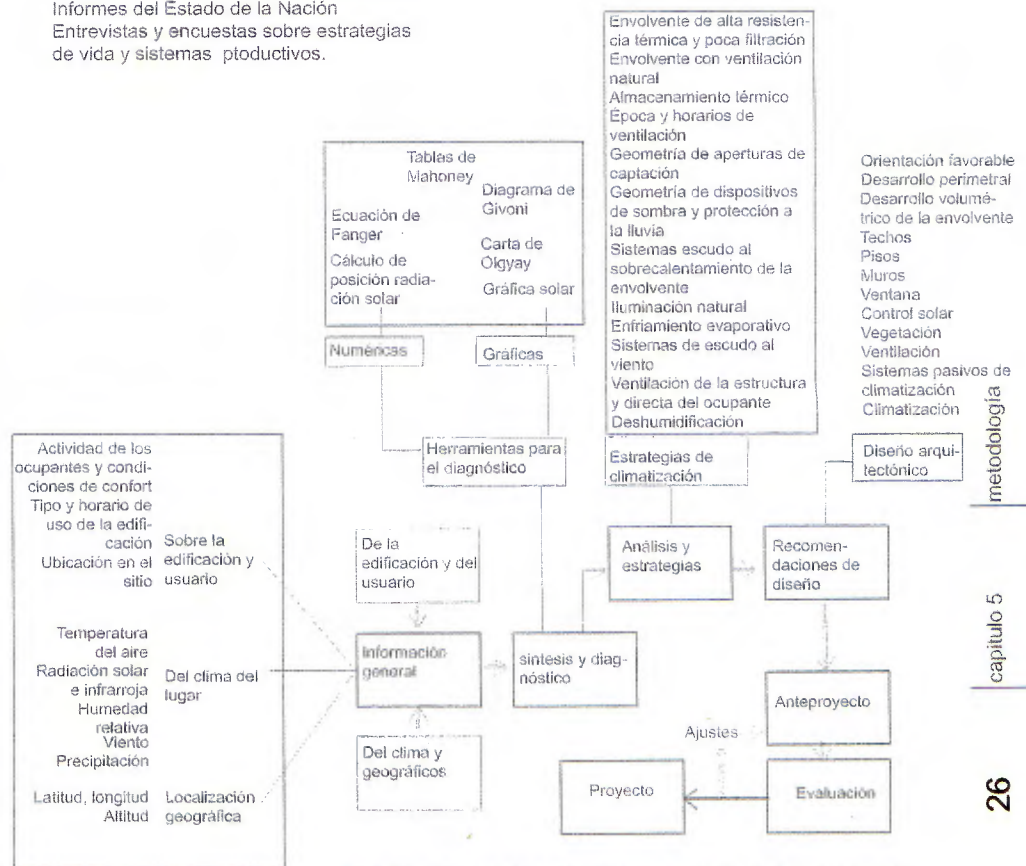 Informes del Estado de la Nación
Entrevistas y encuestas sobre estrategias
de vida y sistemas ptoductivos.
Envolvente de alta resisten-
cia térmica y poca filtración
Envolvente con ventilación
natural
Almacenamiento térmico
Época y horarios de
ventilación
Geometría de aperturas de
captación
Geometría de dispositivos
de sombra y protección a
la lluvia
Sistemas escudo al
sobrecalentamiento de la
envolvente
Iluminación natural
Enfriamiento evaporativo
Sistemas de escudo al
viento
Ventilación de la estructura
y directa del ocupante
Deshumidificación
Estrategias de
climatización
Tablas de
Mahoney
Ecuación de
Fanger
Cálculo de
posición radia-
ción solar
Diagrama de
Givoni
Carta de
Olgyay
Gráfica solar
Numéricas
Gráficas
Herramientas para
el diagnóstico
Orientación favorable
Desarrollo perimetral
Desarrollo volumé-
trico de la envolvente
Techos
Pisos
Muros
Ventana
Control solar
Vegetación
Ventilación
Sistemas pasivos de
climatización
Climatización
Diseño arqui-
tectónico
Actividad de los
ocupantes y condi-
ciones de confort
Tipo y horario de
uso de la edifi-
cación
Ubicación en el
sitio
Sobre la
edificación y
usuario
Temperatura
del aire
Radiación solar
e infrarroja
Humedad
relativa
Viento
Precipitación
Del clima del
lugar
Latitud, longitud
Altitud
Localización
geográfica
De la
edificación y del
usuario
Información
general
Del clima y
geográficos
sintesis y diag-
nóstico
Análisis y
estrategias
Recomen-
daciones de
diseño
Anteproyecto
Ajustes
Evaluación
Proyecto
metodología
capítulo 5
26